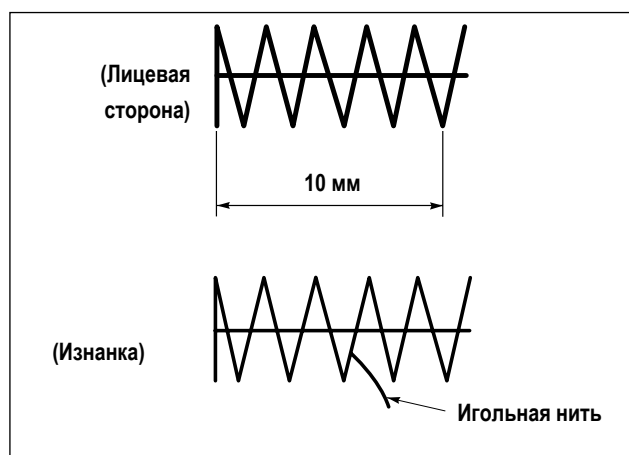 (Лицевая
сторона)
10 мм
(Изнанка)
Игольная нить